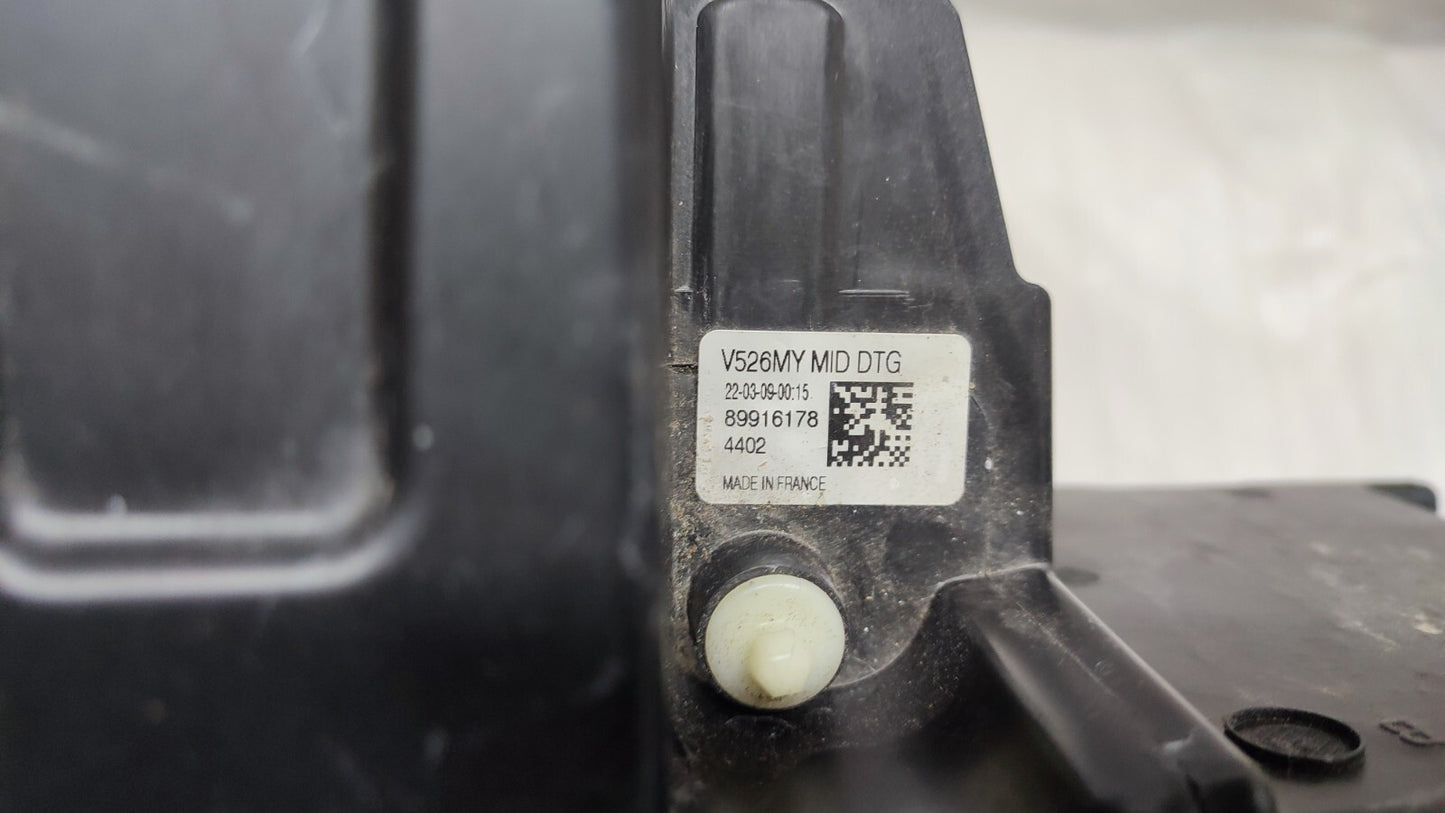 V526MY MID DTG
22-03-09-00:15
89916178
4402
MADE IN FRANCE